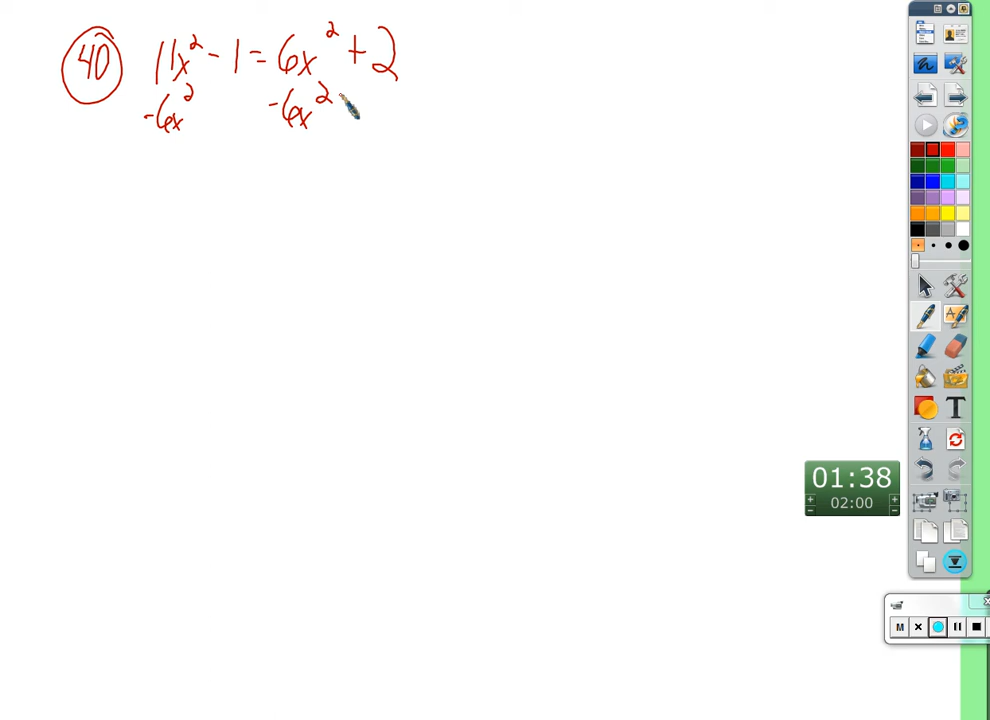 40 11x² - 1 = 6x² + 2
-6x² -6x²
01:38
02:00
M
T
A